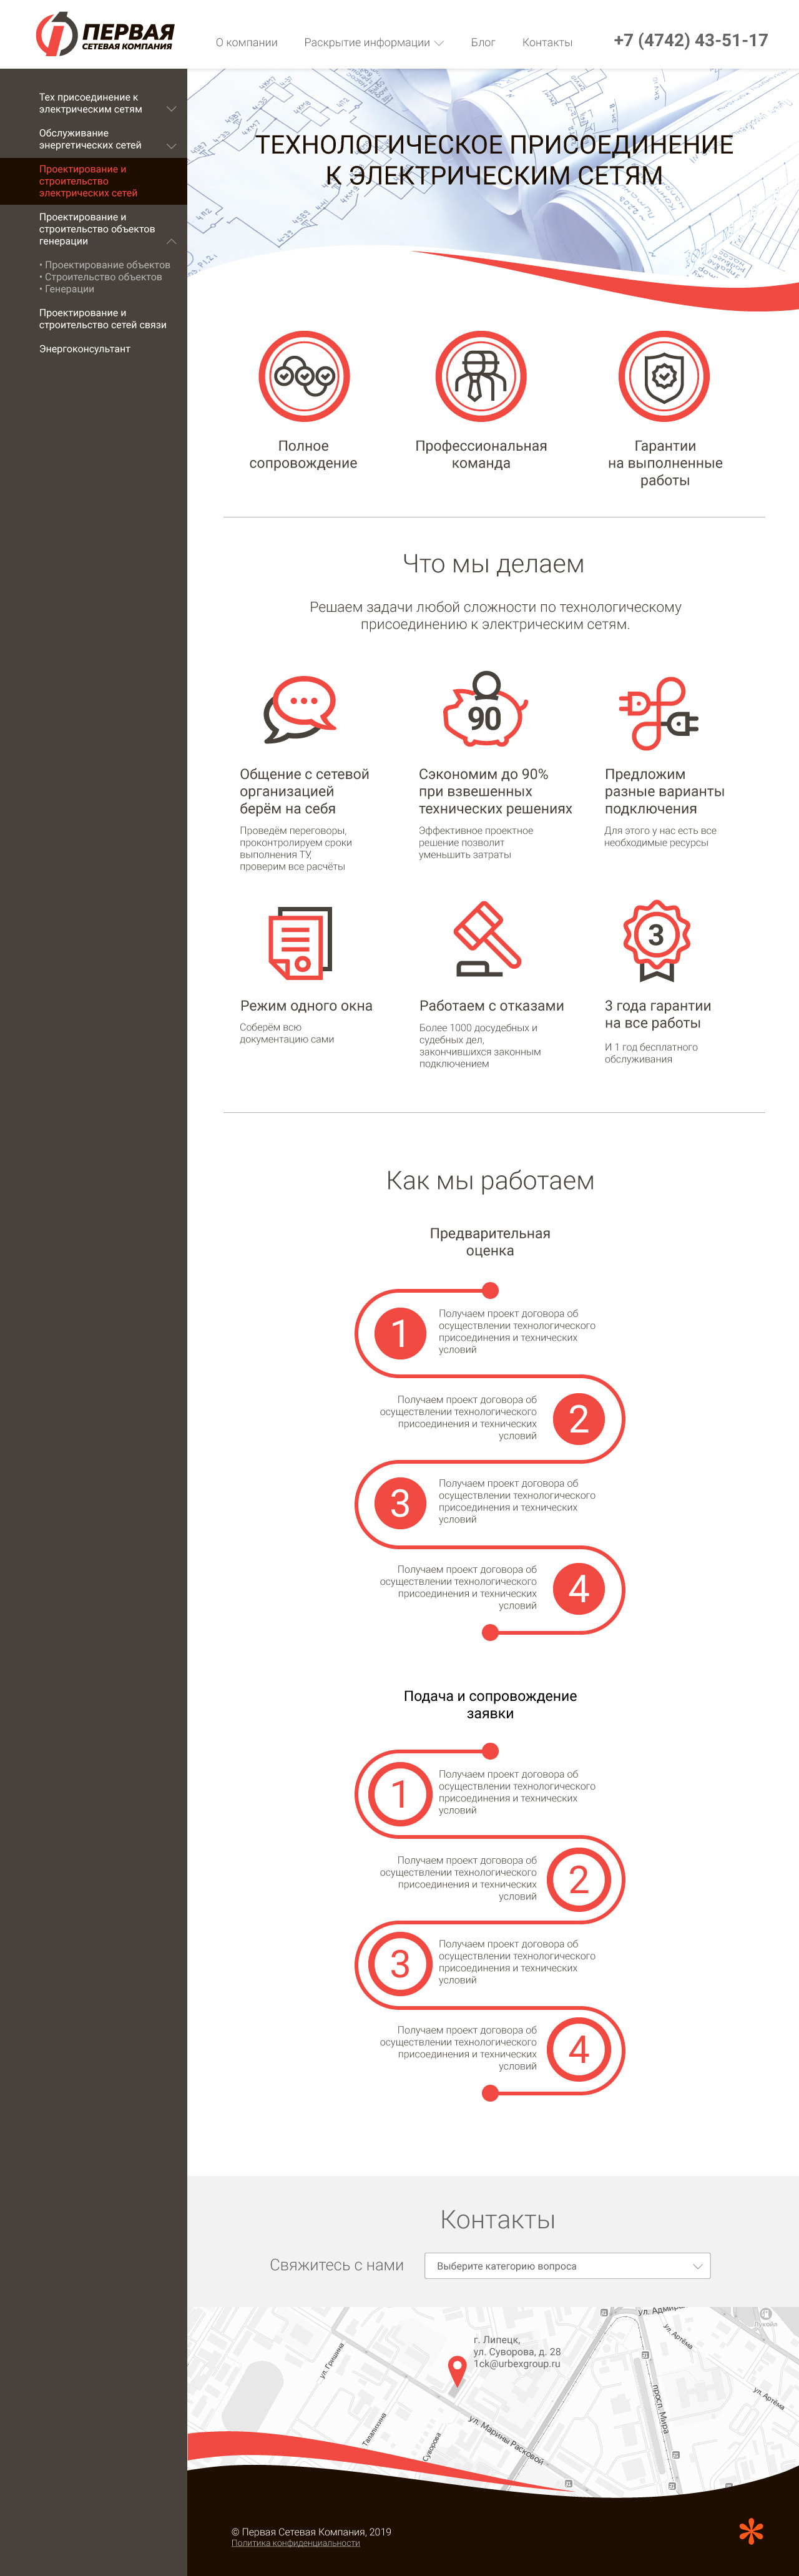 ПЕРВАЯ
СЕТЕВАЯ КОМПАНИЯ
О компании
Раскрытие информации
Блог
Контакты
+7 (4742) 43-51-17
Тех присоединение к
электрическим сетям
Обслуживание
энергетических сетей
Проектирование и
строительство
электрических сетей
Проектирование и
строительство объектов
генерации
• Проектирование объектов
• Строительство объектов
• Генерации
Проектирование и
строительство сетей связи
Энергоконсультант
ТЕХНОЛОГИЧЕСКОЕ ПРИСОЕДИНЕНИЕ
К ЭЛЕКТРИЧЕСКИМ СЕТЯМ
Полное
сопровождение
Профессиональная
команда
Гарантии
на выполненные
работы
Что мы делаем
Решаем задачи любой сложности по технологическому
присоединению к электрическим сетям.
Общение с сетевой
организацией
берём на себя
Проведём переговоры,
проконтролируем сроки
выполнения ТУ,
проверим все расчёты
90
Сэкономим до 90%
при взвешенных
технических решениях
Эффективное проектное
решение позволит
уменьшить затраты
Предложим
разные варианты
подключения
Для этого у нас есть все
необходимые ресурсы
Режим одного окна
Соберём всю
документацию сами
Работаем с отказами
Более 1000 досудебных и
судебных дел,
закончившихся законным
подключением
3
3 года гарантии
на все работы
И 1 год бесплатного
обслуживания
Как мы работаем
Предварительная
оценка
1
Получаем проект договора об
осуществлении технологического
присоединения и технических
условий
Получаем проект договора об
осуществлении технологического
присоединения и технических
условий
2
3
Получаем проект договора об
осуществлении технологического
присоединения и технических
условий
Получаем проект договора об
осуществлении технологического
присоединения и технических
условий
4
Подача и сопровождение
заявки
1
Получаем проект договора об
осуществлении технологического
присоединения и технических
условий
Получаем проект договора об
осуществлении технологического
присоединения и технических
условий
2
3
Получаем проект договора об
осуществлении технологического
присоединения и технических
условий
Получаем проект договора об
осуществлении технологического
присоединения и технических
условий
4
Контакты
Свяжитесь с нами
Выберите категорию вопроса
г. Липецк,
ул. Суворова, д. 28
1ck@urbexgroup.ru
ул. Гришина
ул. Артёма
ул. Артёма
просп. Мира
ул. Марины Расковой
Суворова
© Первая Сетевая Компания, 2019
Политика конфиденциальности